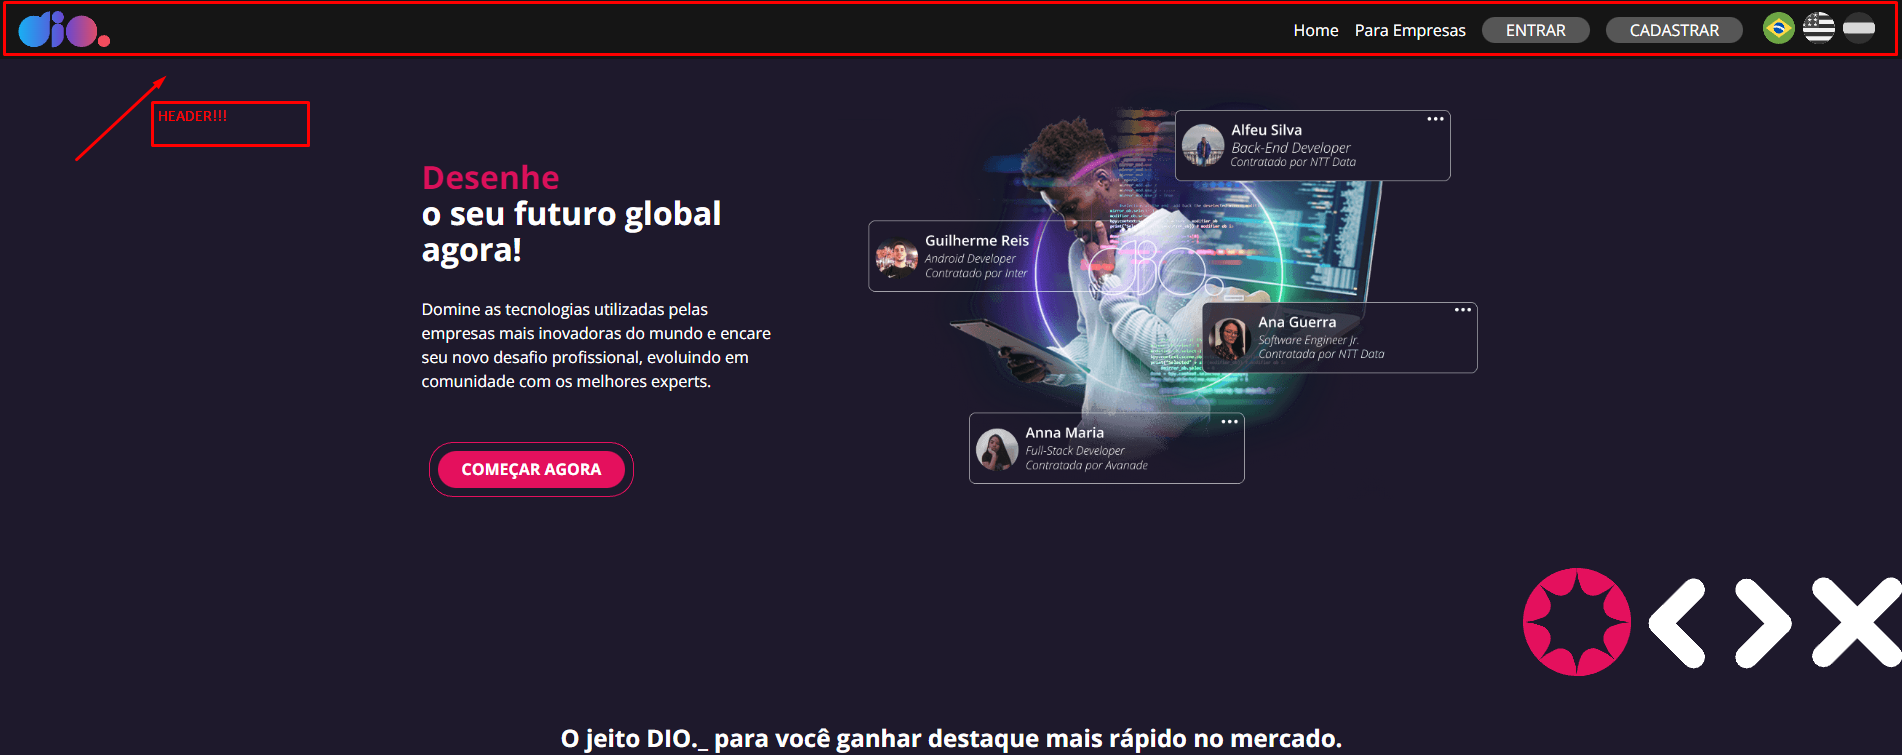 dio.
Home Para Empresas ENTRAR CADASTRAR
HEADER!!!
Desenhe
o seu futuro global
agora!
Domine as tecnologias utilizadas pelas
empresas mais inovadoras do mundo e encare
seu novo desafio profissional, evoluindo em
comunidade com os melhores experts.
COMEÇAR AGORA
Alfeu Silva
Back-End Developer
Contratado por NTT Data
Guilherme Reis
Android Developer
Contratado por Inter
dio.
Ana Guerra
Software Engineer Jr.
Contratada por NTT Data
Anna Maria
Full-Stack Developer
Contratada por Avanade
O jeito DIO._ para você ganhar destaque mais rápido no mercado.